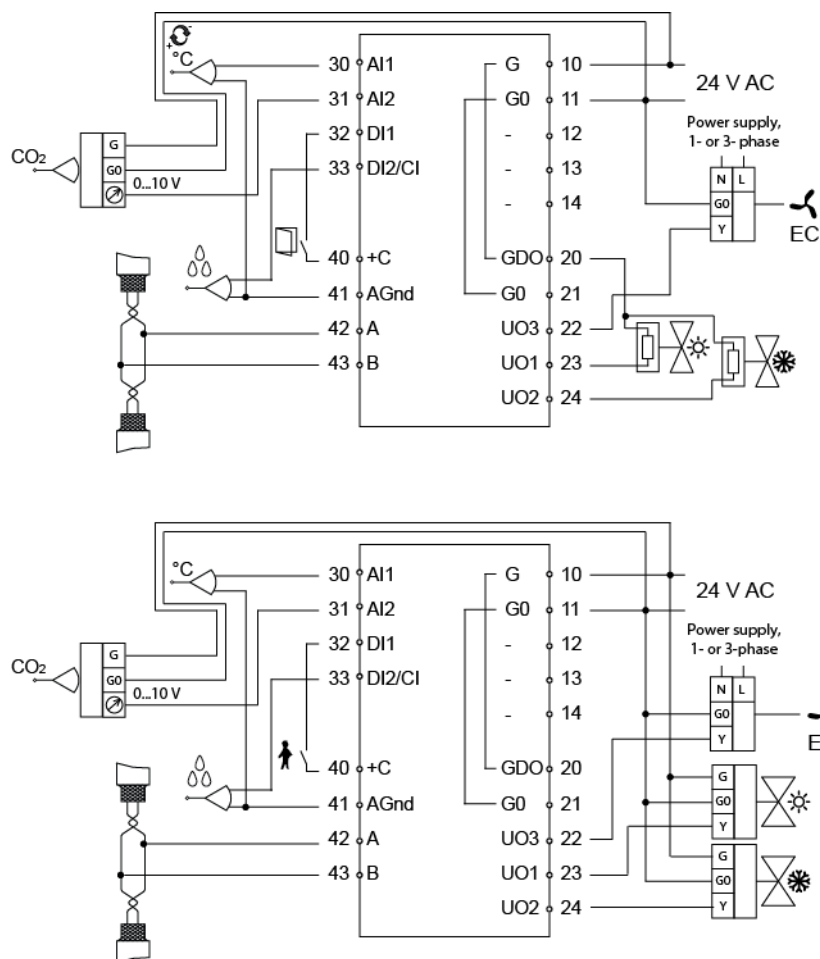 30 AI1 G 10
°C
24 V AC
31 AI2 G0 11
Power supply,
1- or 3- phase
32 DI1 - 12
G
CO2 G0
0...10 V
33 DI2/CI - 13
N L
- 14
G0
Y
EC
40 +C GDO 20
41 AGnd G0 21
42 A UO3 22
43 B UO1 23
UO2 24
30 AI1 G 10
°C
24 V AC
31 AI2 G0 11
Power supply,
1- or 3-phase
32 DI1 - 12
G
CO2 G0
0...10 V
33 DI2/CI - 13
N L
- 14
G0
Y
E
40 +C GDO 20
G
41 AGnd G0 21
G0
42 A UO3 22
Y
43 B UO1 23
G
G0
UO2 24
Y